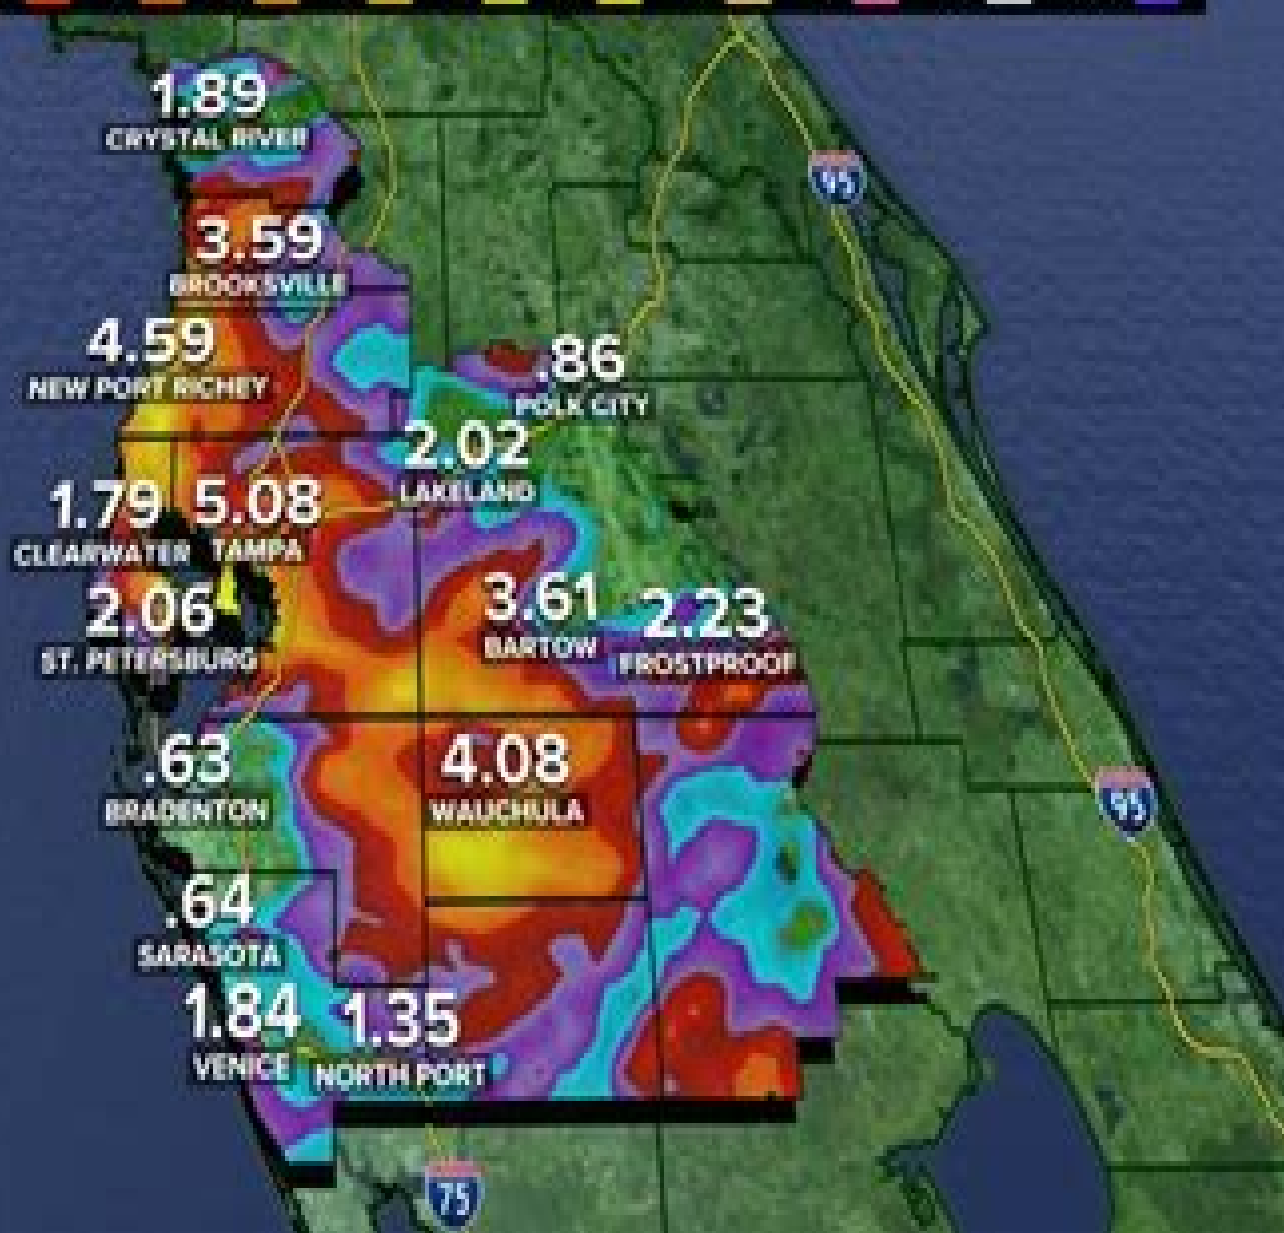 1.89
CRYSTAL RIVER
95
3.59
BROOKSVILLE
4.59
NEW PORT RICHEY
.86
POLK CITY
2.02
LAKELAND
1.79 5.08
CLEARWATER TAMPA
2.06
ST. PETERSBURG
3.61
BARTOW
2.23
FROSTPROOF
.63
BRADENTON
4.08
WAUCHULA
95
.64
SARASOTA
1.84
VENICE
1.35
NORTH PORT
75